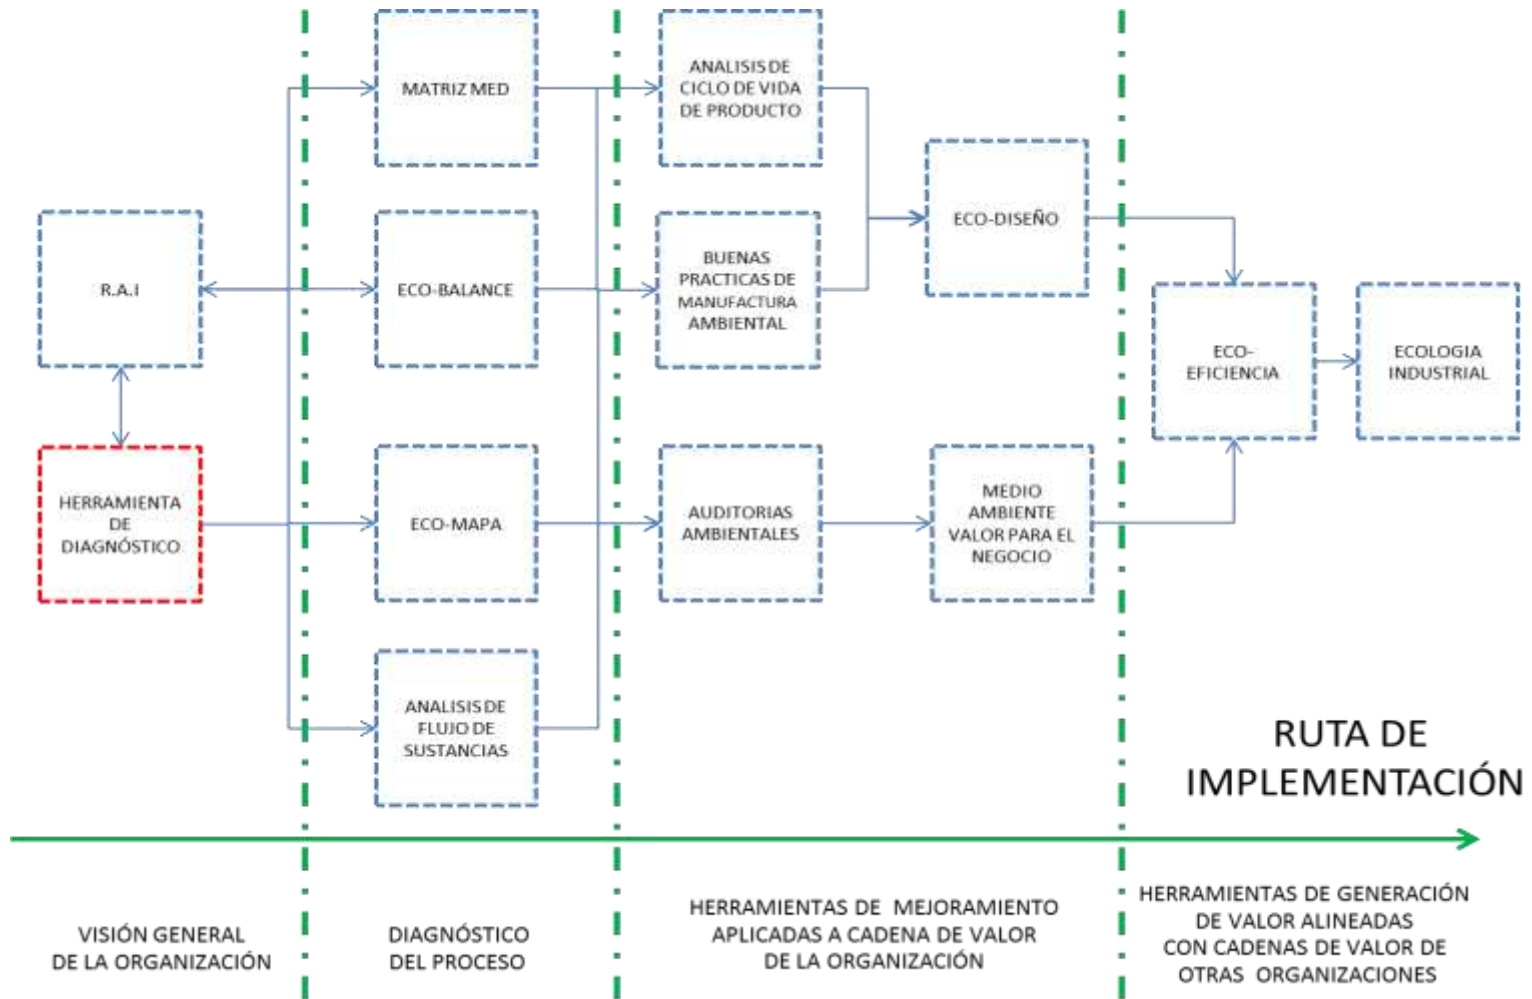 MATRIZ MED
ANALISIS DE
CICLO DE VIDA
DE PRODUCTO
R.A.I
ECO-BALANCE
BUENAS
PRACTICAS DE
MANUFACTURA
AMBIENTAL
ECO-DISEÑO
ECO-
EFICIENCIA
ECOLOGIA
INDUSTRIAL
HERRAMIENTA
DE
DIAGNÓSTICO
ECO-MAPA
AUDITORIAS
AMBIENTALES
MEDIO
AMBIENTE
VALOR PARA EL
NEGOCIO
ANALISIS DE
FLUJO DE
SUSTANCIAS
RUTA DE
IMPLEMENTACIÓN
VISIÓN GENERAL
DE LA ORGANIZACIÓN
DIAGNÓSTICO
DEL PROCESO
HERRAMIENTAS DE MEJORAMIENTO
APLICADAS A CADENA DE VALOR
DE LA ORGANIZACIÓN
HERRAMIENTAS DE GENERACIÓN
DE VALOR ALINEADAS
CON CADENAS DE VALOR DE
OTRAS ORGANIZACIONES